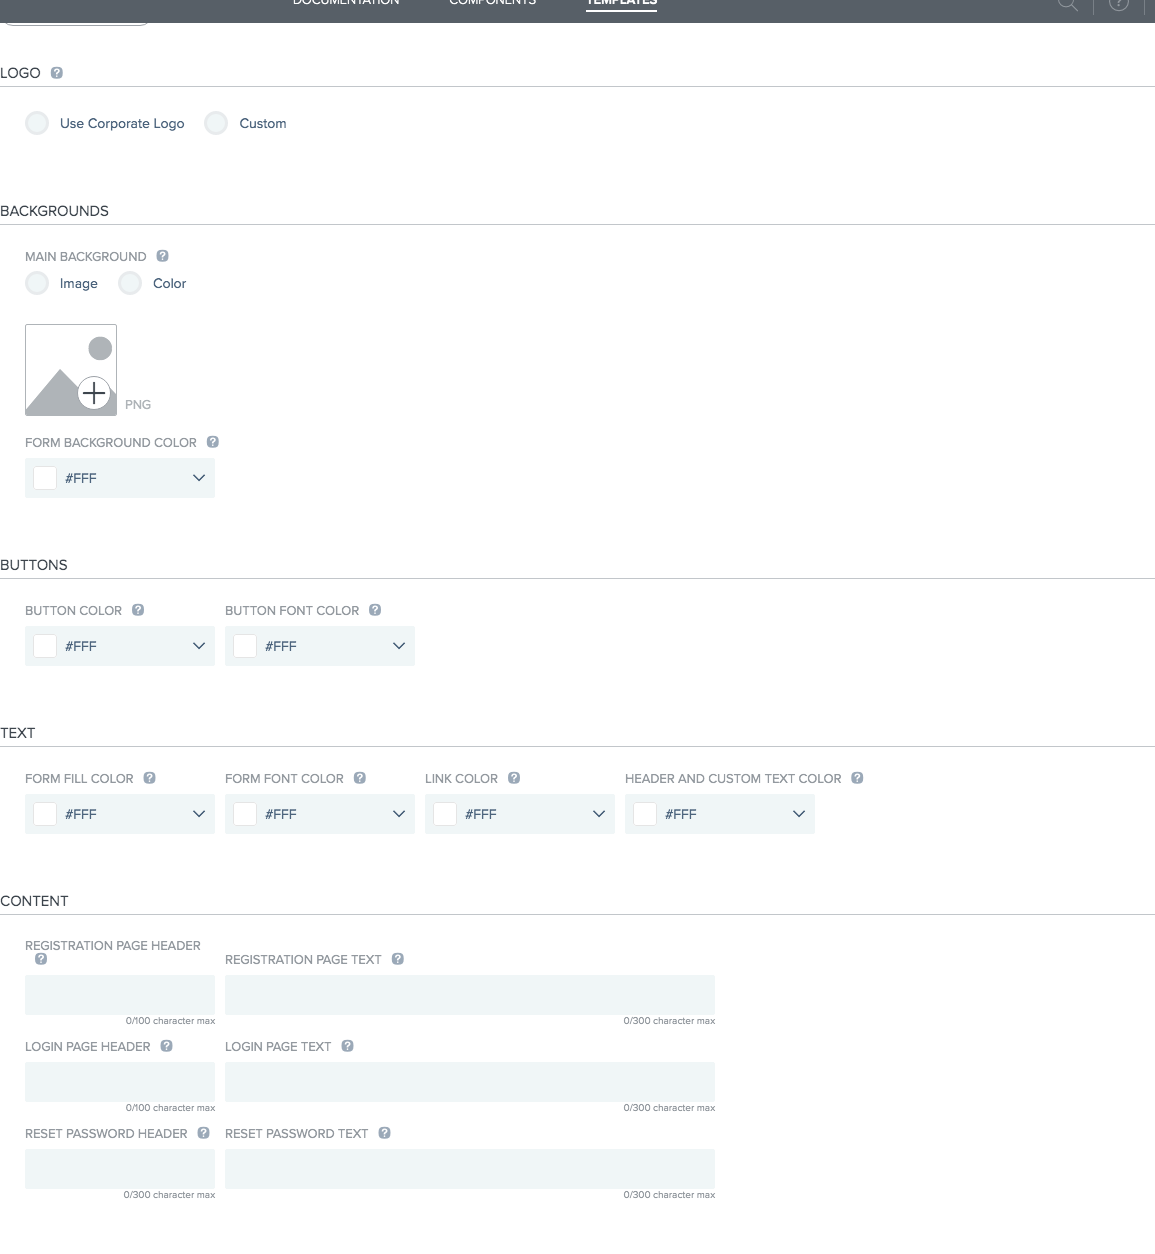 DOCUMENTATION COMPONENTS TEMPLATES
LOGO
Use Corporate Logo Custom
BACKGROUNDS
MAIN BACKGROUND
Image Color
PNG
FORM BACKGROUND COLOR
#FFF
BUTTONS
BUTTON COLOR BUTTON FONT COLOR
#FFF #FFF
TEXT
FORM FILL COLOR FORM FONT COLOR LINK COLOR HEADER AND CUSTOM TEXT COLOR
#FFF #FFF #FFF #FFF
CONTENT
REGISTRATION PAGE HEADER
REGISTRATION PAGE TEXT
0/100 character max 0/300 character max
LOGIN PAGE HEADER LOGIN PAGE TEXT
0/100 character max 0/300 character max
RESET PASSWORD HEADER RESET PASSWORD TEXT
0/300 character max 0/300 character max